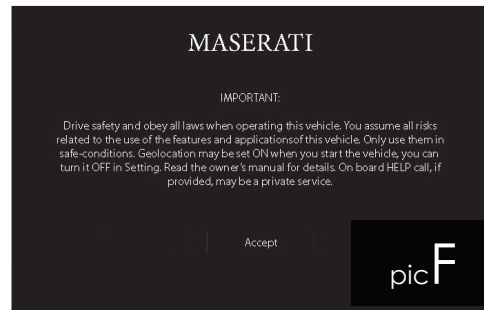 MASERATI
IMPORTANT:
Drive safety and obey all laws when operating this vehicle. You assume all risks
related to the use of the features and applicationsof this vehicle. Only use them in
safe-conditions. Geolocation may be set ON when you start the vehicle, you can
turn it OFF in Setting. Read the owner's manual for details. On board HELP call, if
provided, may be a private service.
Accept
pic F